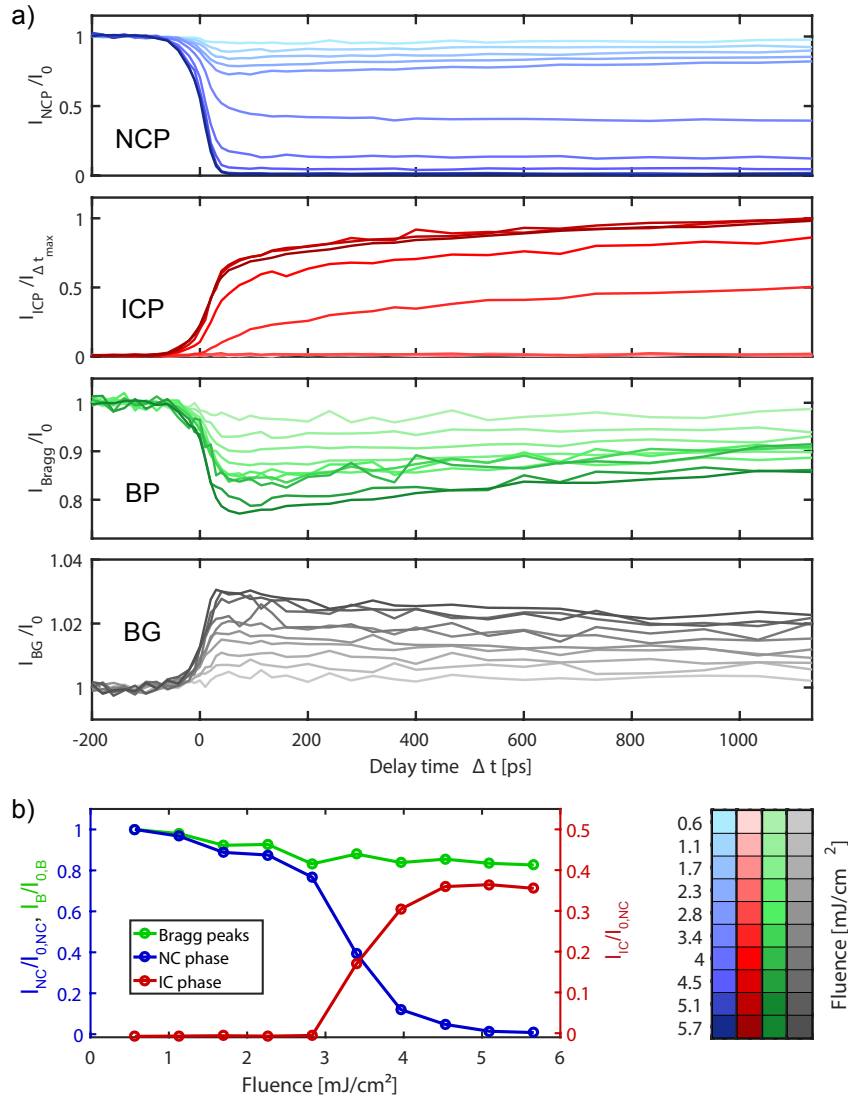 a)
1
0.5
0
I_NCP/I_0
NCP
1
0.5
0
I_ICP/I_Δt_max
ICP
1
0.9
0.8
I_Bragg/I_0
BP
1.04
1.02
1
I_BG/I_0
BG
-200 0 200 400 600 800 1000
Delay time Δ t [ps]
b)
1
0.8
0.6
0.4
0.2
0
I_NC/I_0,NC, I_B/I_0,B
Bragg peaks
NC phase
IC phase
0.5
0.4
0.3
0.2
0.1
0
I_IC/I_0,NC
0 1 2 3 4 5 6
Fluence [mJ/cm²]
0.6
1.1
1.7
2.3
2.8
3.4
4
4.5
5.1
5.7
Fluence [mJ/cm 2]